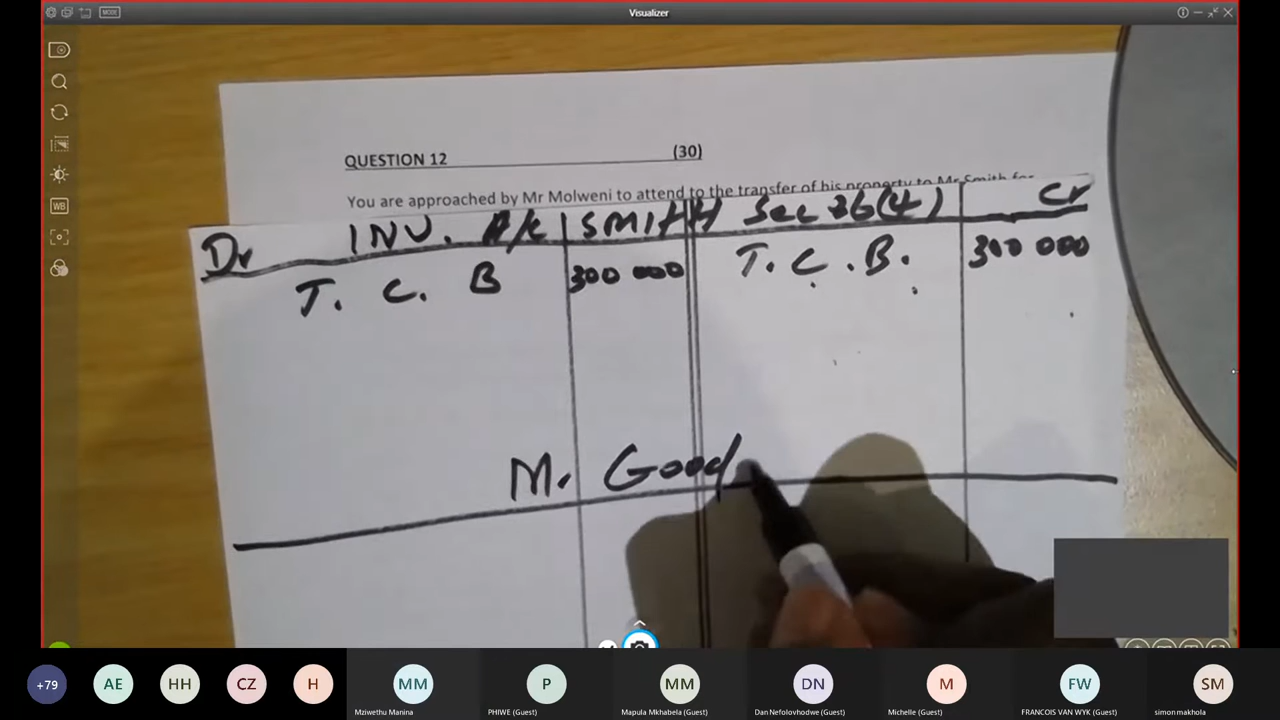 MODE
Visualizer
QUESTION 12 (30)
You are approached by Mr Molweni to attend to the transfer of his property to Mr Smith for
Dr INV. A/C SMITH Sec 86(4) Cr
T. C. B 300 000 T. C. B. 300 000
M. Good
WB
+79 AE HH CZ H MM P MM DN M FW SM
Mziwethu Manina PHIWE (Guest) Mapula Mkhabela (Guest) Dan Nefolovhodwe (Guest) Michelle (Guest) FRANCOIS VAN WYK (Guest) simon makhola